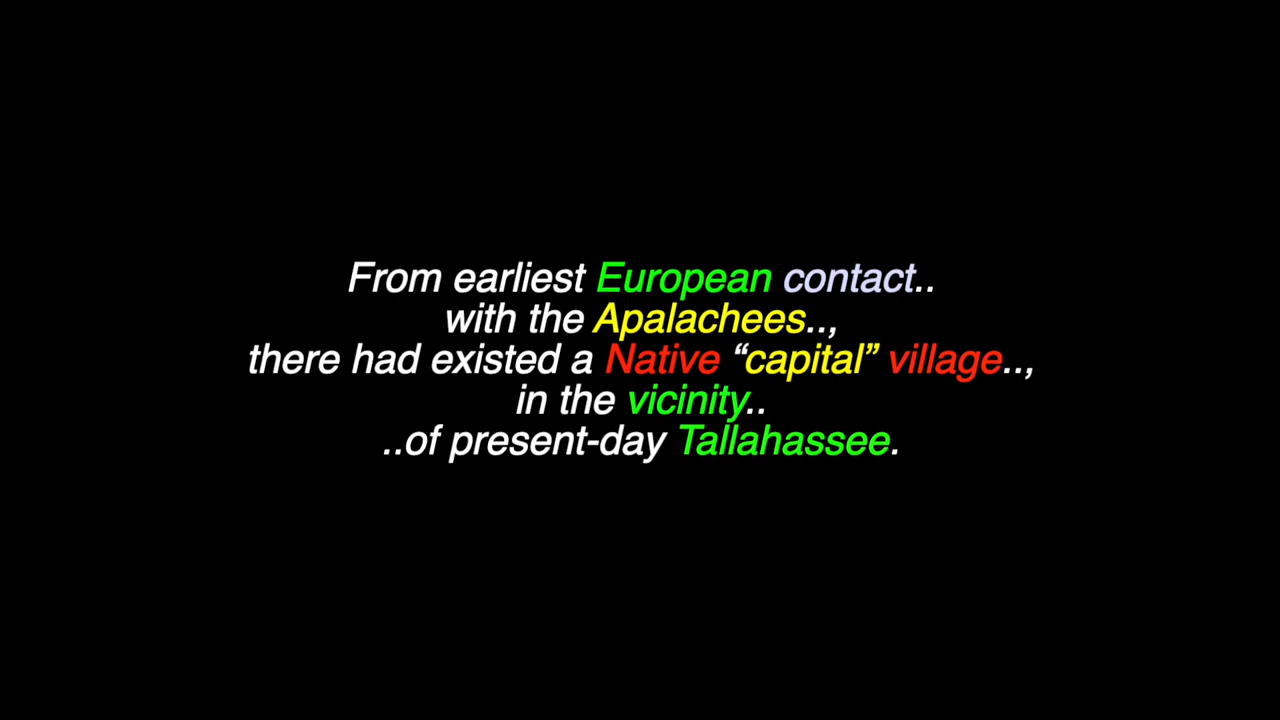 From earliest European contact..
with the Apalachees..,
there had existed a Native “capital” village..,
in the vicinity..
..of present-day Tallahassee.